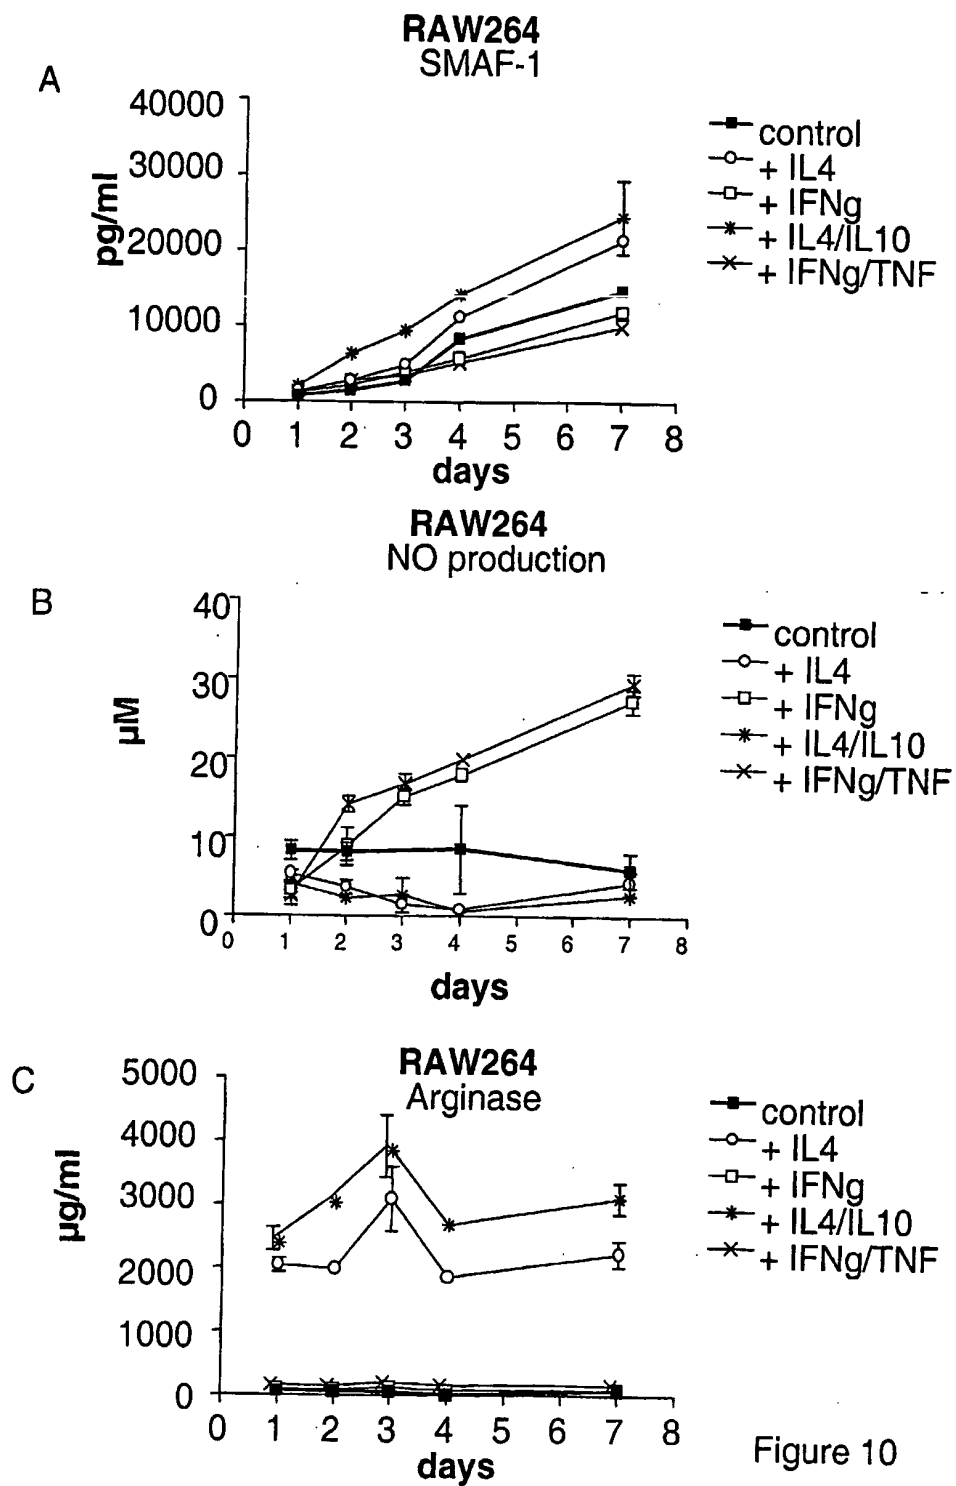 RAW264
SMAF-1
A
40000
30000
20000
10000
0
pg/ml
0 1 2 3 4 5 6 7 8
days
control
+ IL4
+ IFNg
+ IL4/IL10
+ IFNg/TNF
RAW264
NO production
B
40
30
20
10
0
µM
0 1 2 3 4 5 6 7 8
days
control
+ IL4
+ IFNg
+ IL4/IL10
+ IFNg/TNF
RAW264
Arginase
C
5000
4000
3000
2000
1000
0
µg/ml
0 1 2 3 4 5 6 7 8
days
control
+ IL4
+ IFNg
+ IL4/IL10
+ IFNg/TNF
Figure 10